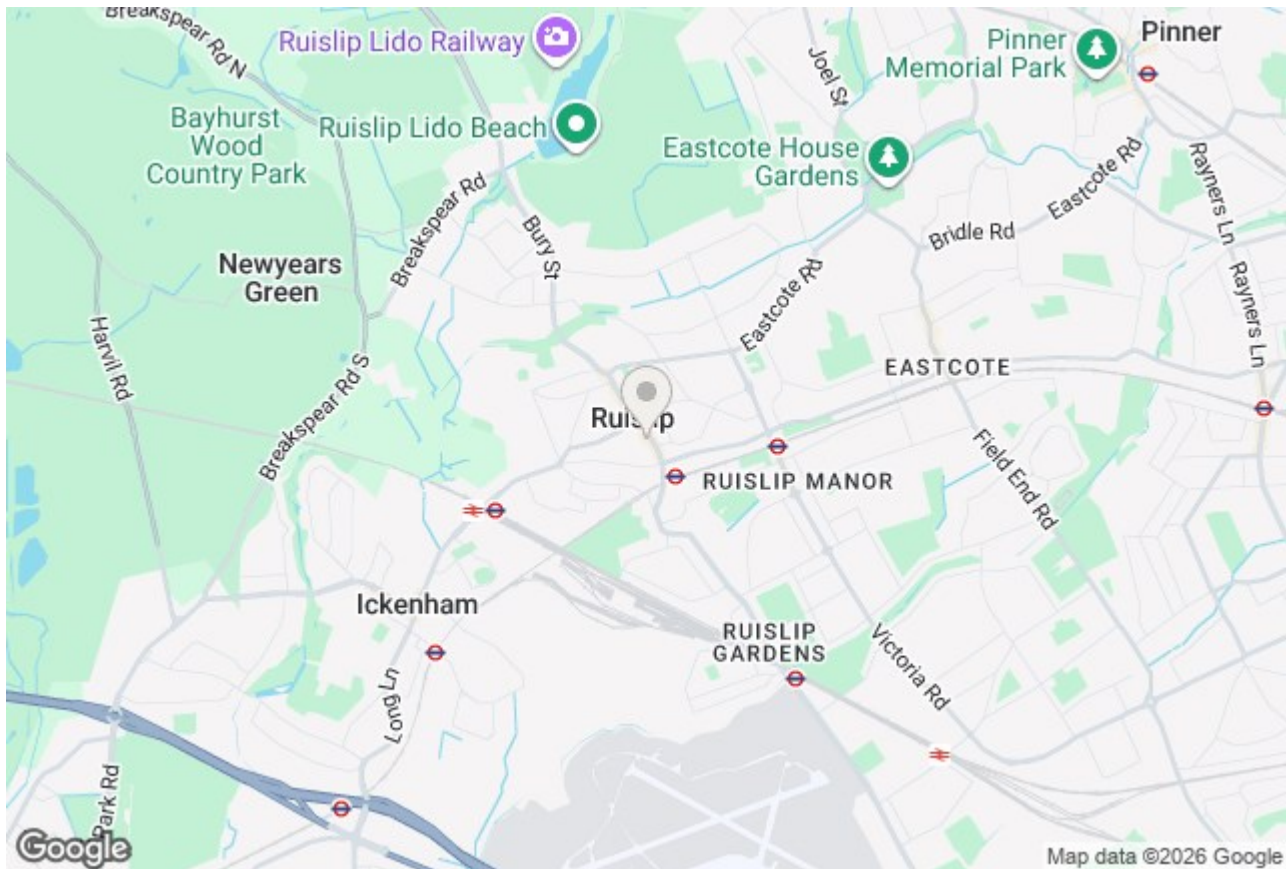 Breakspear Rd N
Ruislip Lido Railway
Joel St
Pinner
Memorial Park
Pinner
Bayhurst
Wood
Country Park
Ruislip Lido Beach
Eastcote House
Gardens
Eastcote Rd
Rayners Ln
Breakspear Rd
Bury St
Bridle Rd
Newyears
Green
Eastcote Rd
Rayners Ln
Harvil Rd
Breakspear Rd S
EASTCOTE
Ruislip
Field End Rd
RUISLIP MANOR
Ickenham
RUISLIP
GARDENS
Victoria Rd
Long Ln
Park Rd
Google
Map data ©2026 Google